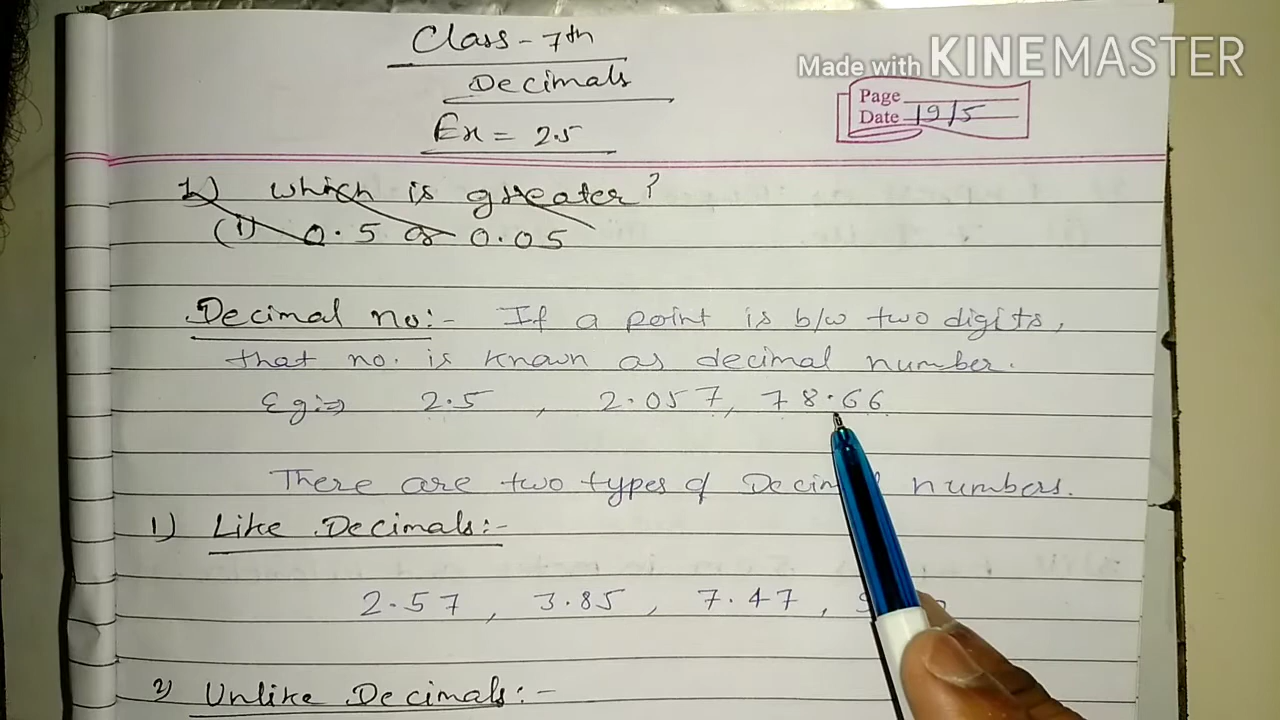 Class - 7th
Made with KINEMASTER
Decimals
Page
Date 19/5
Ex = 2.5
1) which is greater?
(i) 0.5 or 0.05
Decimal no:- If a point is b/w two digits,
that no. is known as decimal number.
Eg:⇒ 2.5 , 2.057, 78.66
There are two types of Decimal numbers.
1) Like Decimals:-
2.57 , 3.85 , 7.47 ,
2) Unlike Decimals:-